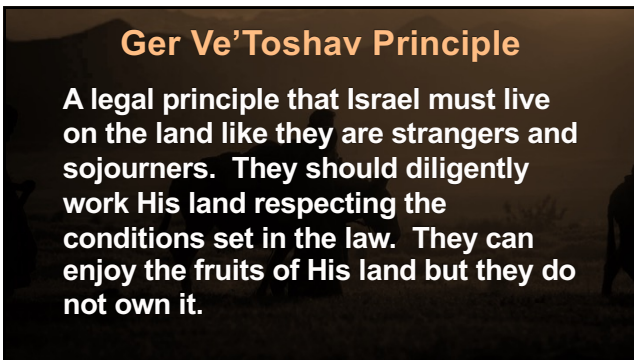 Ger Ve’Toshav Principle
A legal principle that Israel must live
on the land like they are strangers and
sojourners.  They should diligently
work His land respecting the
conditions set in the law.  They can
enjoy the fruits of His land but they do
not own it.